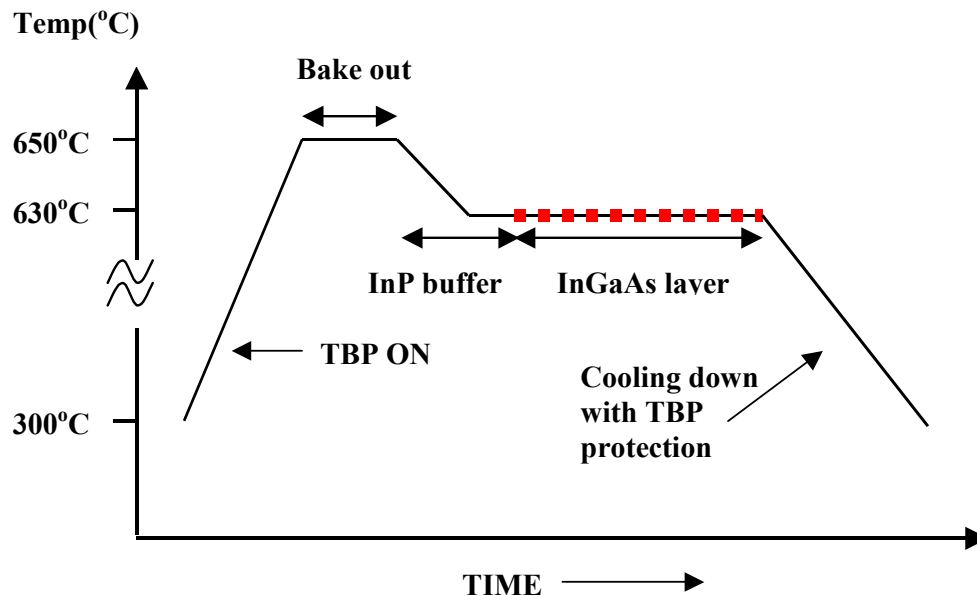 Temp(°C)
Bake out
650°C
630°C
InP buffer
InGaAs layer
TBP ON
Cooling down
with TBP
protection
300°C
TIME